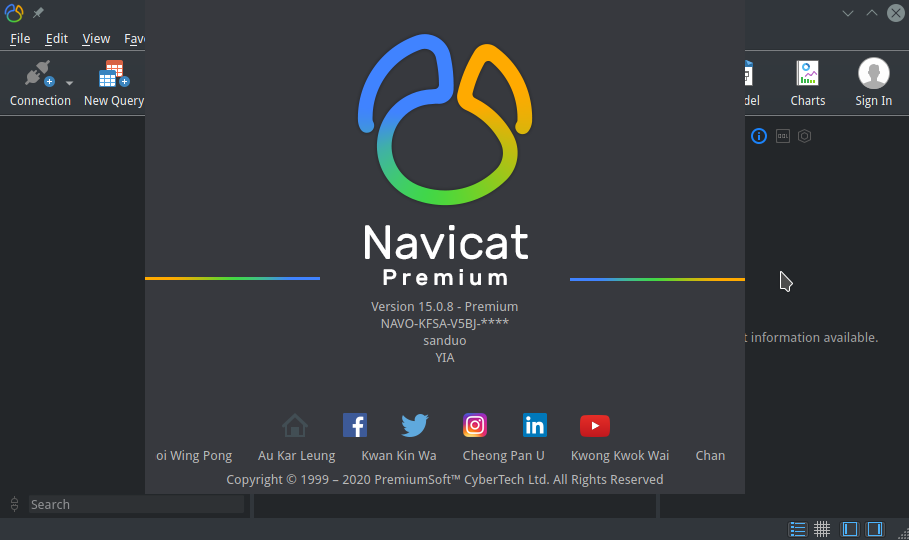 File Edit View Fav
Connection New Query del Charts Sign In
Navicat
Premium
Version 15.0.8 - Premium
NAVO-KFSA-V5BJ-****
sanduo
YIA
t information available.
oi Wing Pong Au Kar Leung Kwan Kin Wa Cheong Pan U Kwong Kwok Wai Chan
Copyright © 1999 – 2020 PremiumSoft™ CyberTech Ltd. All Rights Reserved
Search